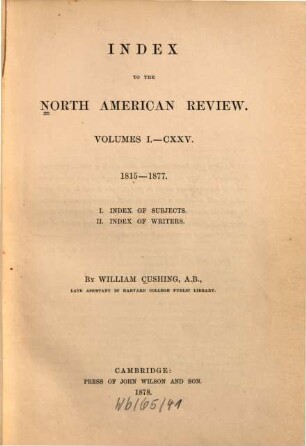 INDEX
TO THE
NORTH AMERICAN REVIEW.
VOLUMES I.—CXXV.
1815—1877.
I. INDEX OF SUBJECTS.
II. INDEX OF WRITERS.
BY WILLIAM CUSHING, A.B.,
LATE ASSISTANT IN HARVARD COLLEGE PUBLIC LIBRARY.
CAMBRIDGE:
PRESS OF JOHN WILSON AND SON.
1878.